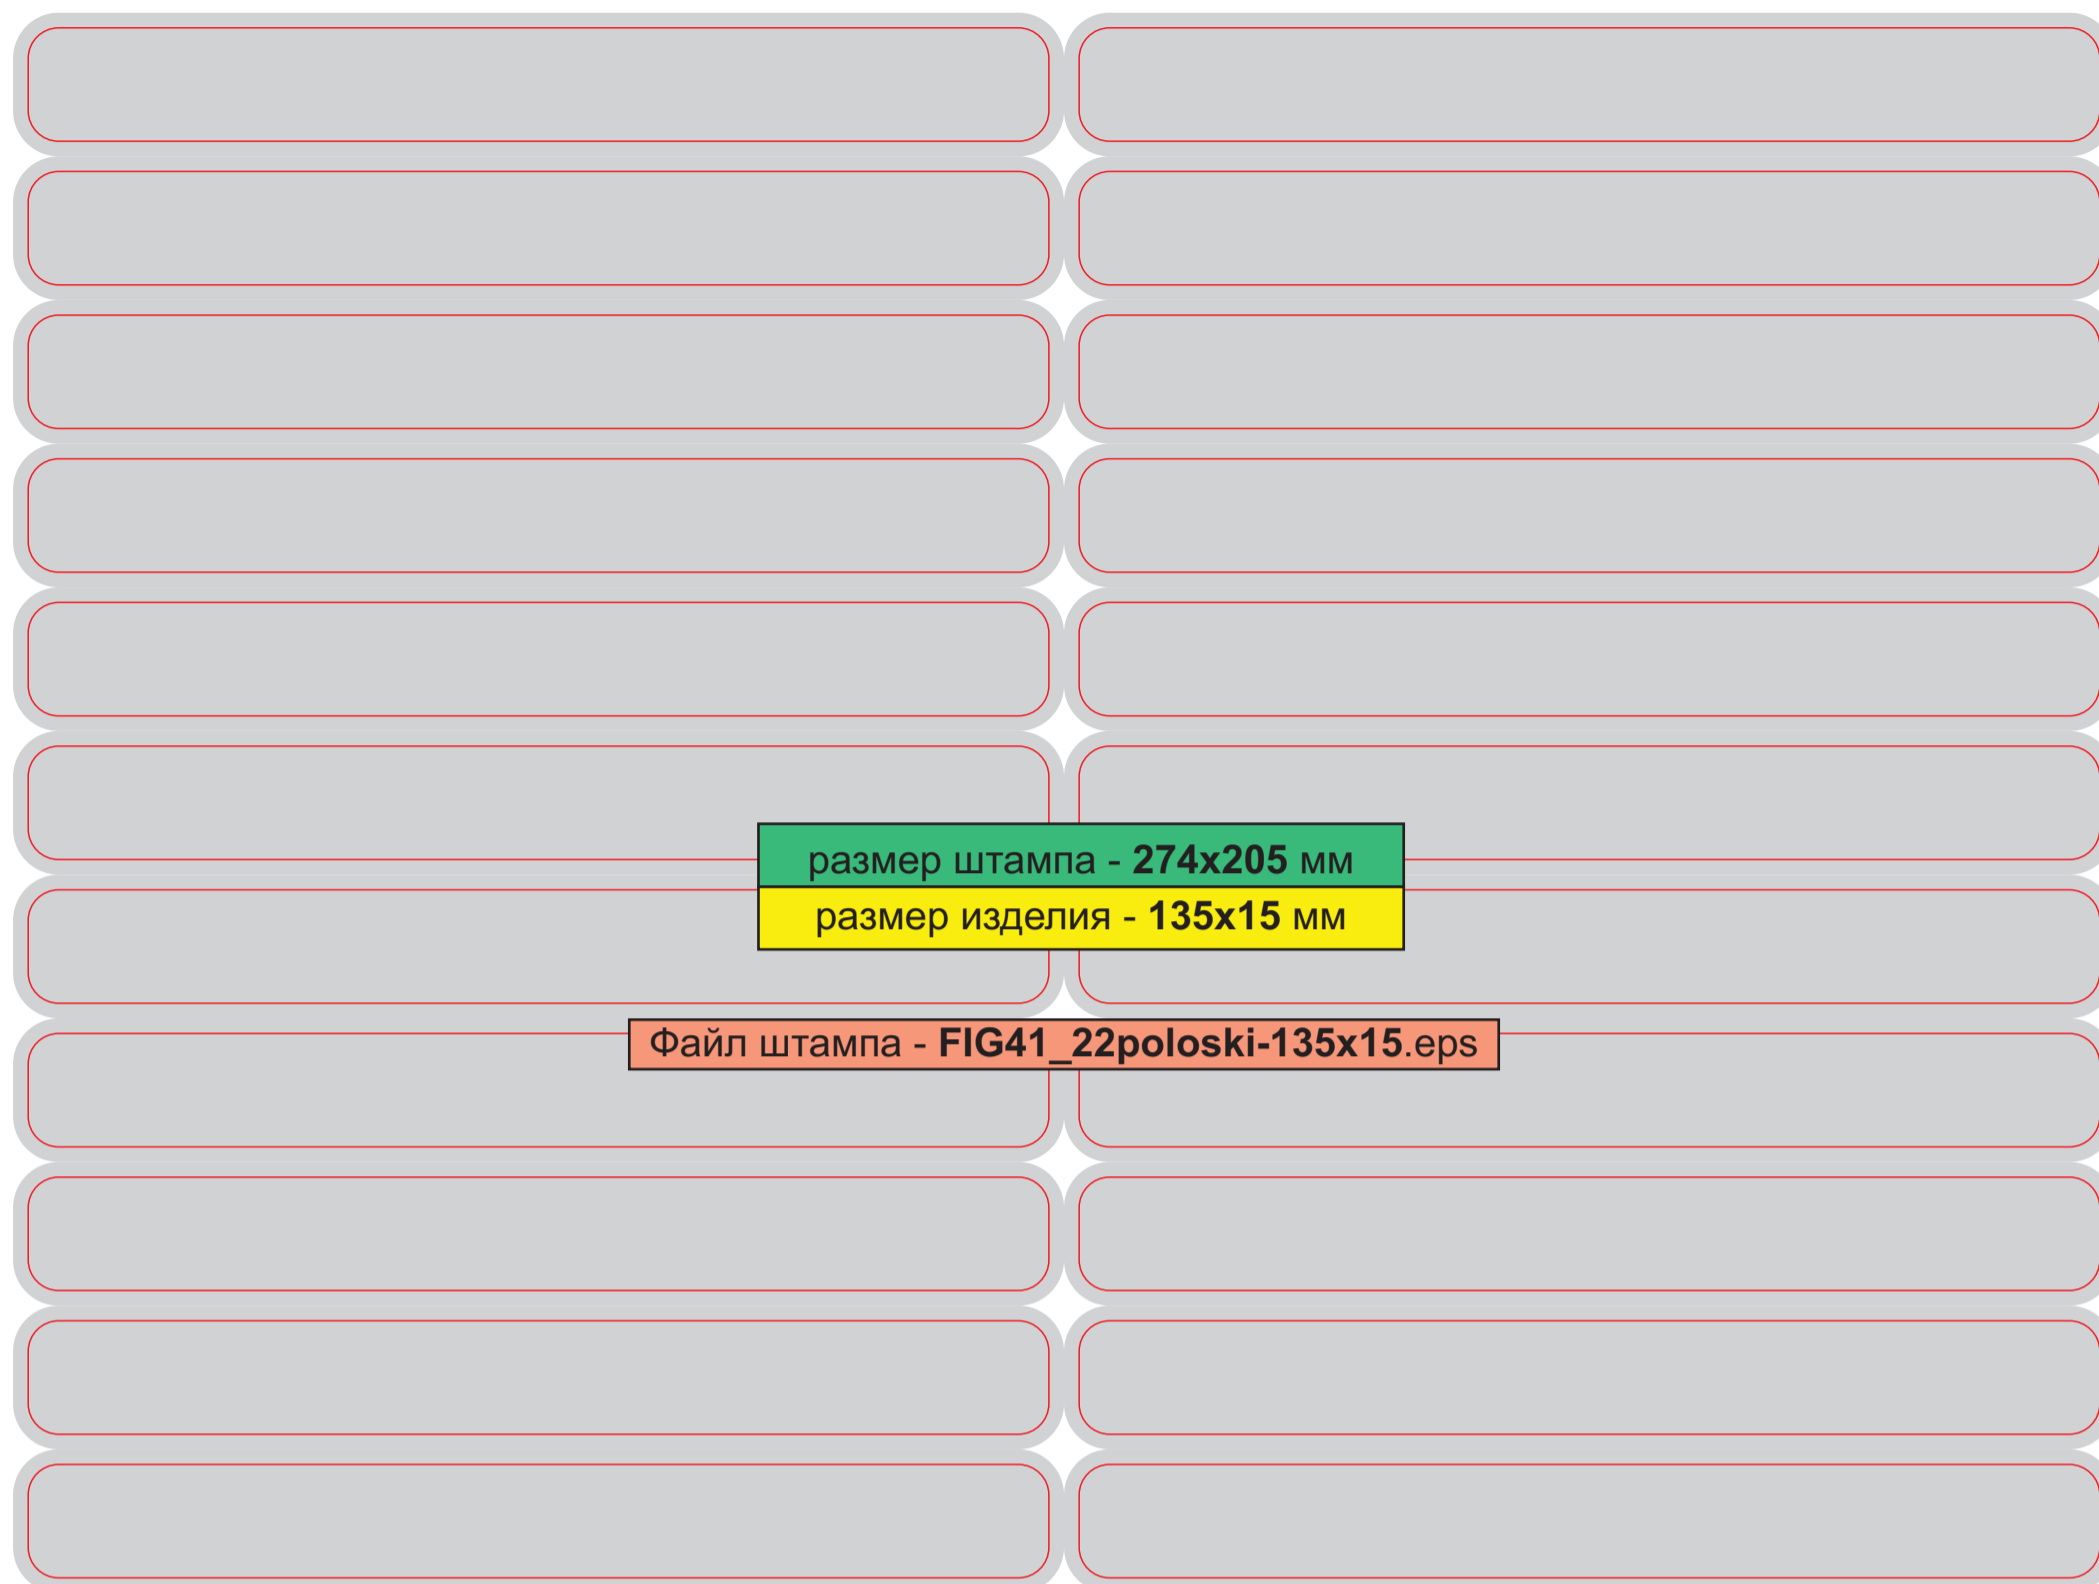 размер штампа - 274x205 мм
размер изделия - 135x15 мм
Файл штампа - FIG41_22poloski-135x15.eps